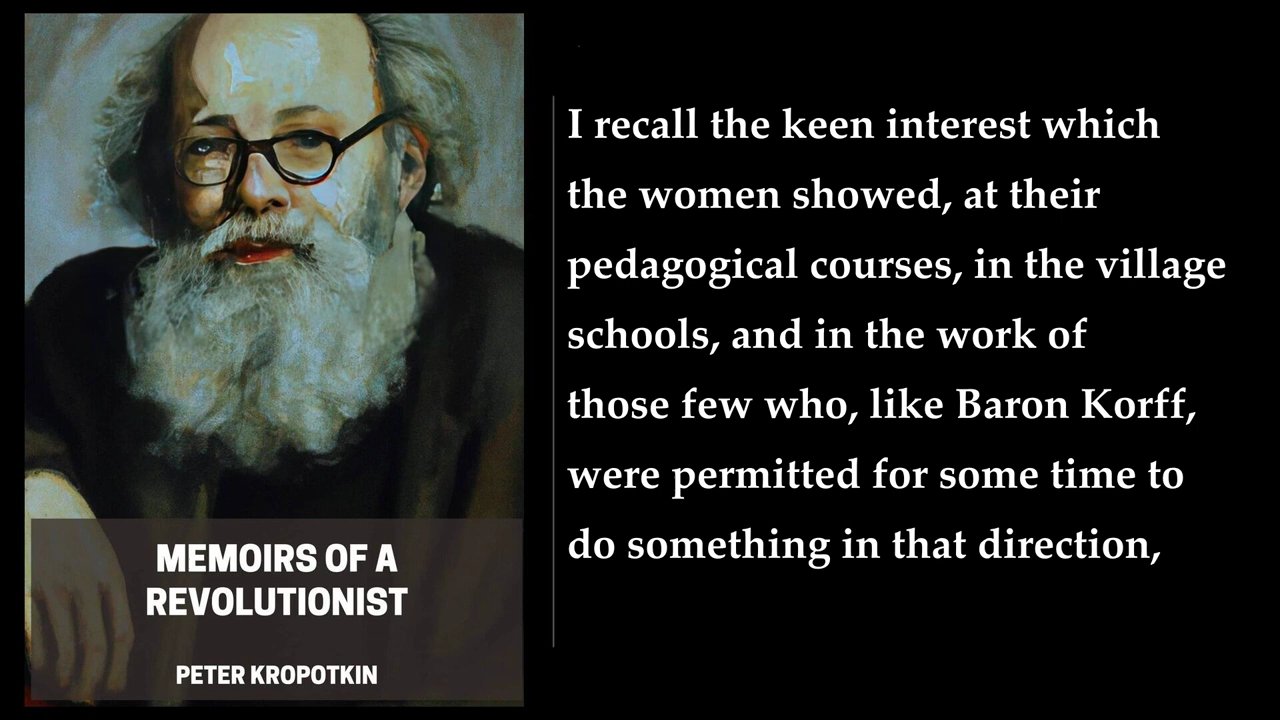 MEMOIRS OF A
REVOLUTIONIST
PETER KROPOTKIN
I recall the keen interest which
the women showed, at their
pedagogical courses, in the village
schools, and in the work of
those few who, like Baron Korff,
were permitted for some time to
do something in that direction,